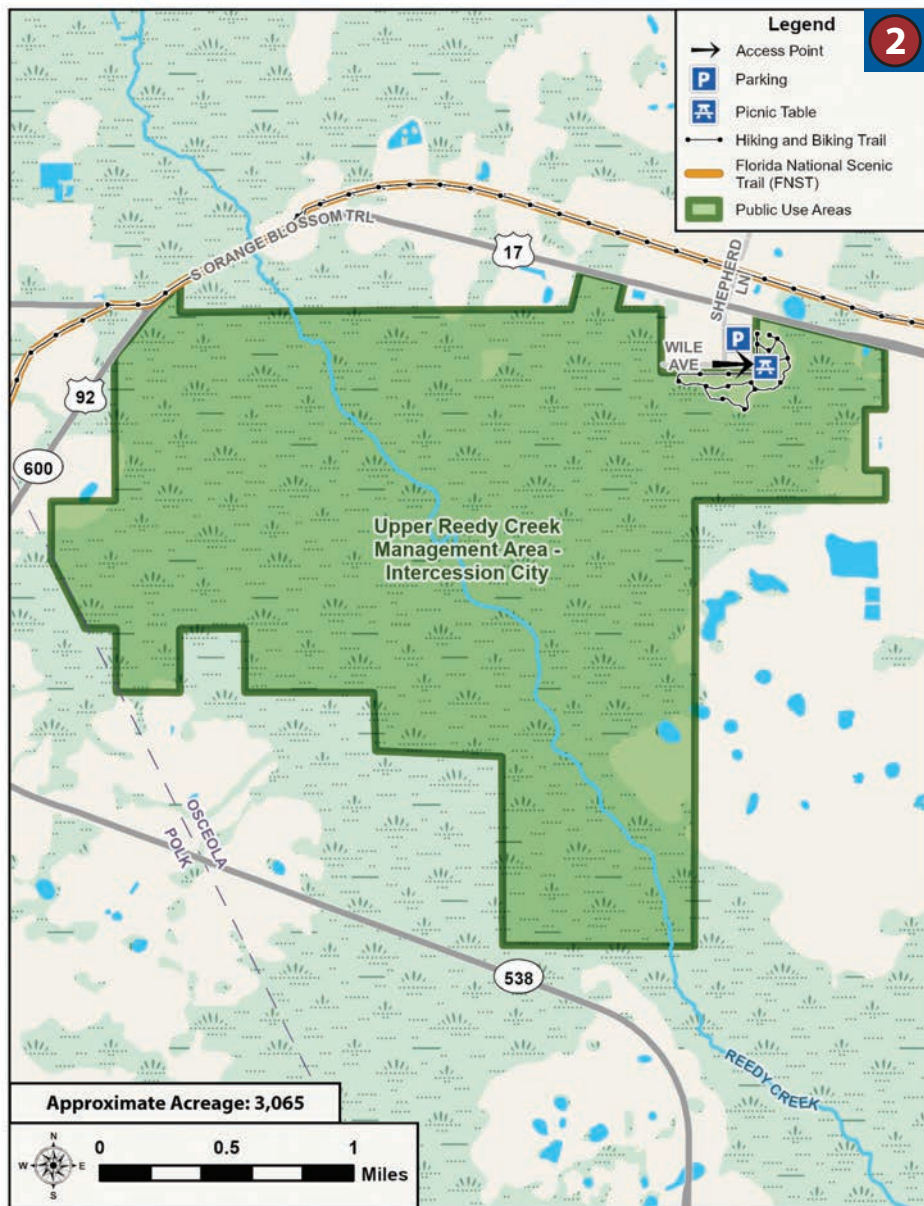 Legend
2
Access Point
P
Parking
Picnic Table
Hiking and Biking Trail
Florida National Scenic
Trail (FNST)
Public Use Areas
S ORANGE BLOSSOM TRL
17
SHEPHERD
LN
P
WILE
AVE
92
600
Upper Reedy Creek
Management Area -
Intercession City
OSCEOLA
POLK
538
REEDY CREEK
Approximate Acreage: 3,065
N
W
E
S
0 0.5 1
Miles